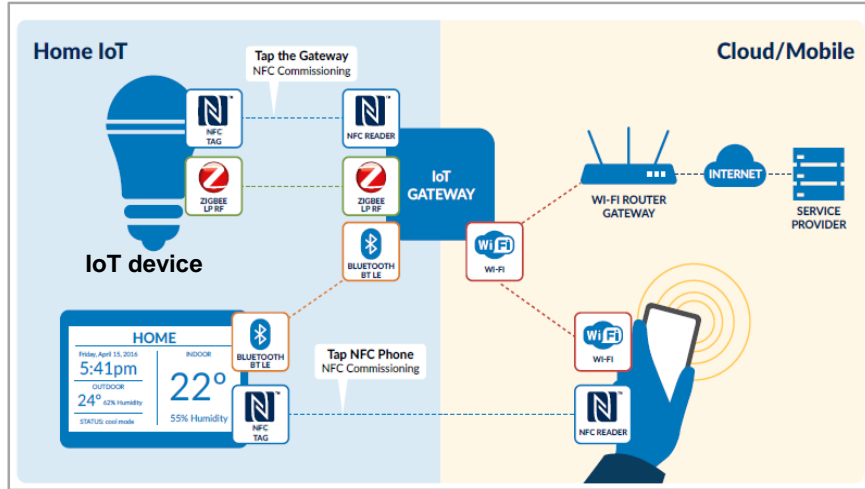 Home IoT
Cloud/Mobile
Tap the Gateway
NFC Commissioning
NFC
TAG
NFC READER
ZIGBEE
LP RF
ZIGBEE
LP RF
IoT
GATEWAY
BLUETOOTH
BT LE
Wi Fi
WI-FI
WI-FI ROUTER
GATEWAY
INTERNET
SERVICE
PROVIDER
IoT device
HOME
Friday, April 15, 2016
5:41pm
OUTDOOR
24° 62% Humidity
STATUS: cool mode
INDOOR
22°
55% Humidity
BLUETOOTH
BT LE
NFC
TAG
Tap NFC Phone
NFC Commissioning
Wi Fi
WI-FI
NFC READER